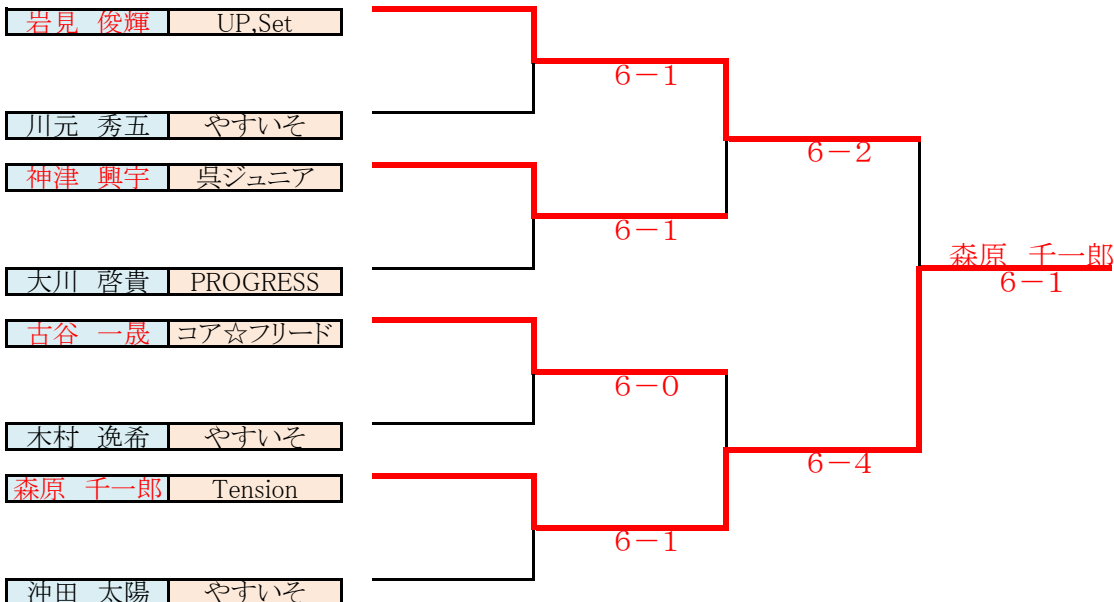 岩見 俊輝 UP,Set
6-1
川元 秀五 やすいそ
6-2
神津 興宇 呉ジュニア
6-1
森原 千一郎
6-1
大川 啓貴 PROGRESS
古谷 一晟 コア☆フリード
6-0
木村 逸希 やすいそ
6-4
森原 千一郎 Tension
6-1
沖田 太陽 やすいそ